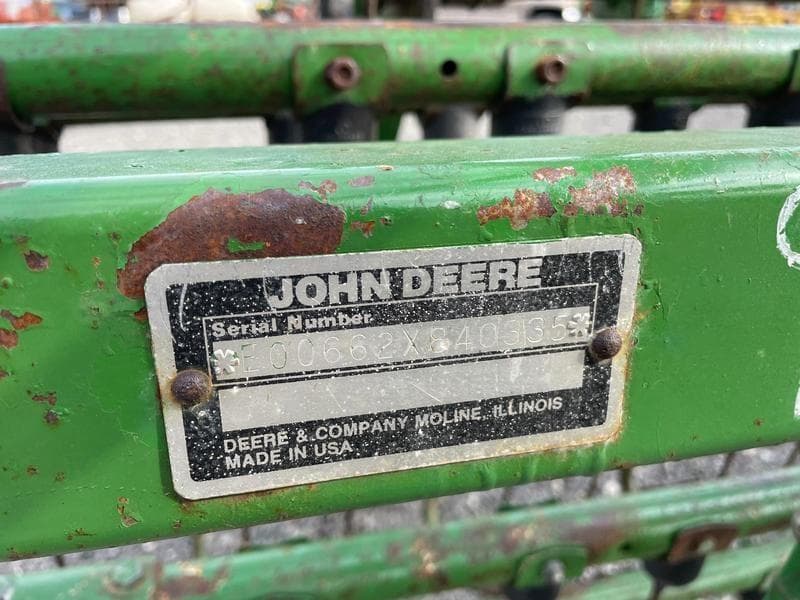 JOHN DEERE
Serial Number
*E00662X840335*
DEERE & COMPANY MOLINE, ILLINOIS
MADE IN USA